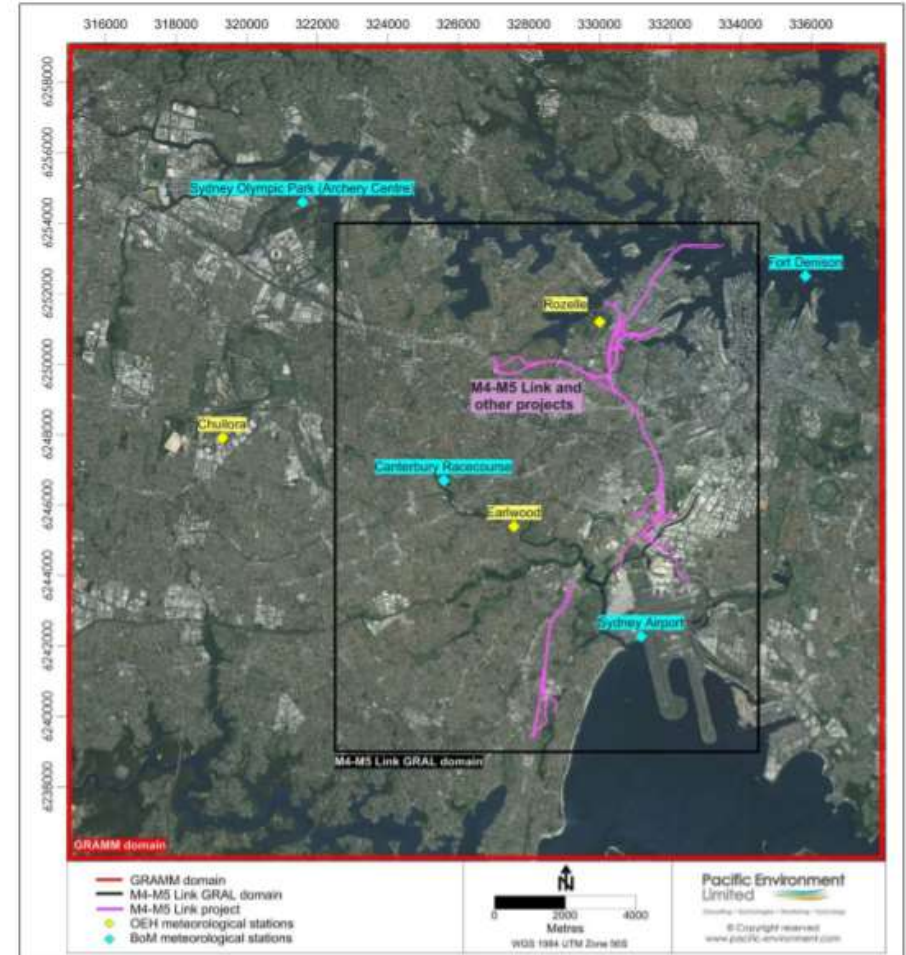 316000 318000 320000 322000 324000 326000 328000 330000 332000 334000 336000
6258000
6256000
6254000
6252000
6250000
6248000
6246000
6244000
6242000
6240000
6238000
Sydney Olympic Park (Archery Centre)
Fort Denison
Rozelle
M4-M5 Link and
other projects
Chullora
Canterbury Racecourse
Earlwood
Sydney Airport
M4-M5 Link GRAL domain
GRAMM domain
GRAMM domain
M4-M5 Link GRAL domain
M4-M5 Link project
OEH meteorological stations
BoM meteorological stations
N
0 2000 4000
Metres
WGS 1984 UTM Zone 56S
Pacific Environment
Limited
© Copyright reserved
www.pacific-environment.com